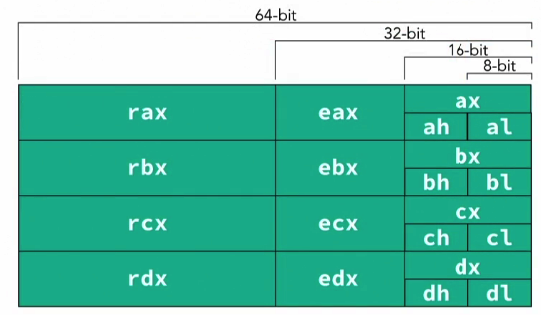 64-bit
32-bit
16-bit
8-bit
rax eax ax
ah al
rbx ebx bx
bh bl
rcx ecx cx
ch cl
rdx edx dx
dh dl